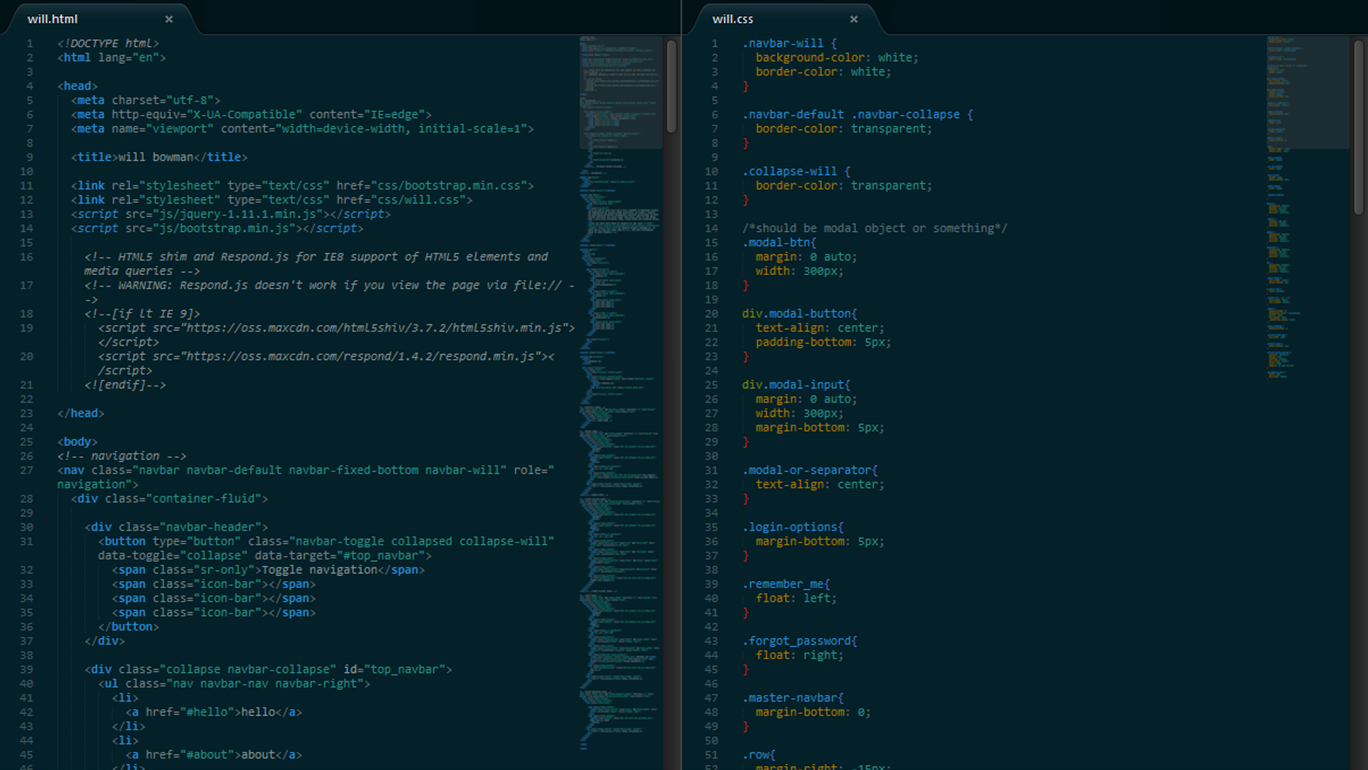 will.html ×
1 <!DOCTYPE html>
2 <html lang="en">
3
4 <head>
5 <meta charset="utf-8">
6 <meta http-equiv="X-UA-Compatible" content="IE=edge">
7 <meta name="viewport" content="width=device-width, initial-scale=1">
8
9 <title>will bowman</title>
10
11 <link rel="stylesheet" type="text/css" href="css/bootstrap.min.css">
12 <link rel="stylesheet" type="text/css" href="css/will.css">
13 <script src="js/jquery-1.11.1.min.js"></script>
14 <script src="js/bootstrap.min.js"></script>
15
16 <!-- HTML5 shim and Respond.js for IE8 support of HTML5 elements and
media queries -->
17 <!-- WARNING: Respond.js doesn't work if you view the page via file:// -
->
18 <!--[if lt IE 9]>
19 <script src="https://oss.maxcdn.com/html5shiv/3.7.2/html5shiv.min.js">
</script>
20 <script src="https://oss.maxcdn.com/respond/1.4.2/respond.min.js"><
/script>
21 <![endif]-->
22
23 </head>
24
25 <body>
26 <!-- navigation -->
27 <nav class="navbar navbar-default navbar-fixed-bottom navbar-will" role="
navigation">
28 <div class="container-fluid">
29
30 <div class="navbar-header">
31 <button type="button" class="navbar-toggle collapsed collapse-will"
data-toggle="collapse" data-target="#top_navbar">
32 <span class="sr-only">Toggle navigation</span>
33 <span class="icon-bar"></span>
34 <span class="icon-bar"></span>
35 <span class="icon-bar"></span>
36 </button>
37 </div>
38
39 <div class="collapse navbar-collapse" id="top_navbar">
40 <ul class="nav navbar-nav navbar-right">
41 <li>
42 <a href="#hello">hello</a>
43 </li>
44 <li>
45 <a href="#about">about</a>
</li>
will.css ×
1 .navbar-will {
2 background-color: white;
3 border-color: white;
4 }
5
6 .navbar-default .navbar-collapse {
7 border-color: transparent;
8 }
9
10 .collapse-will {
11 border-color: transparent;
12 }
13
14 /*should be modal object or something*/
15 .modal-btn{
16 margin: 0 auto;
17 width: 300px;
18 }
19
20 div.modal-button{
21 text-align: center;
22 padding-bottom: 5px;
23 }
24
25 div.modal-input{
26 margin: 0 auto;
27 width: 300px;
28 margin-bottom: 5px;
29 }
30
31 .modal-or-separator{
32 text-align: center;
33 }
34
35 .login-options{
36 margin-bottom: 5px;
37 }
38
39 .remember_me{
40 float: left;
41 }
42
43 .forgot_password{
44 float: right;
45 }
46
47 .master-navbar{
48 margin-bottom: 0;
49 }
50
51 .row{
52 margin-right: -15px;